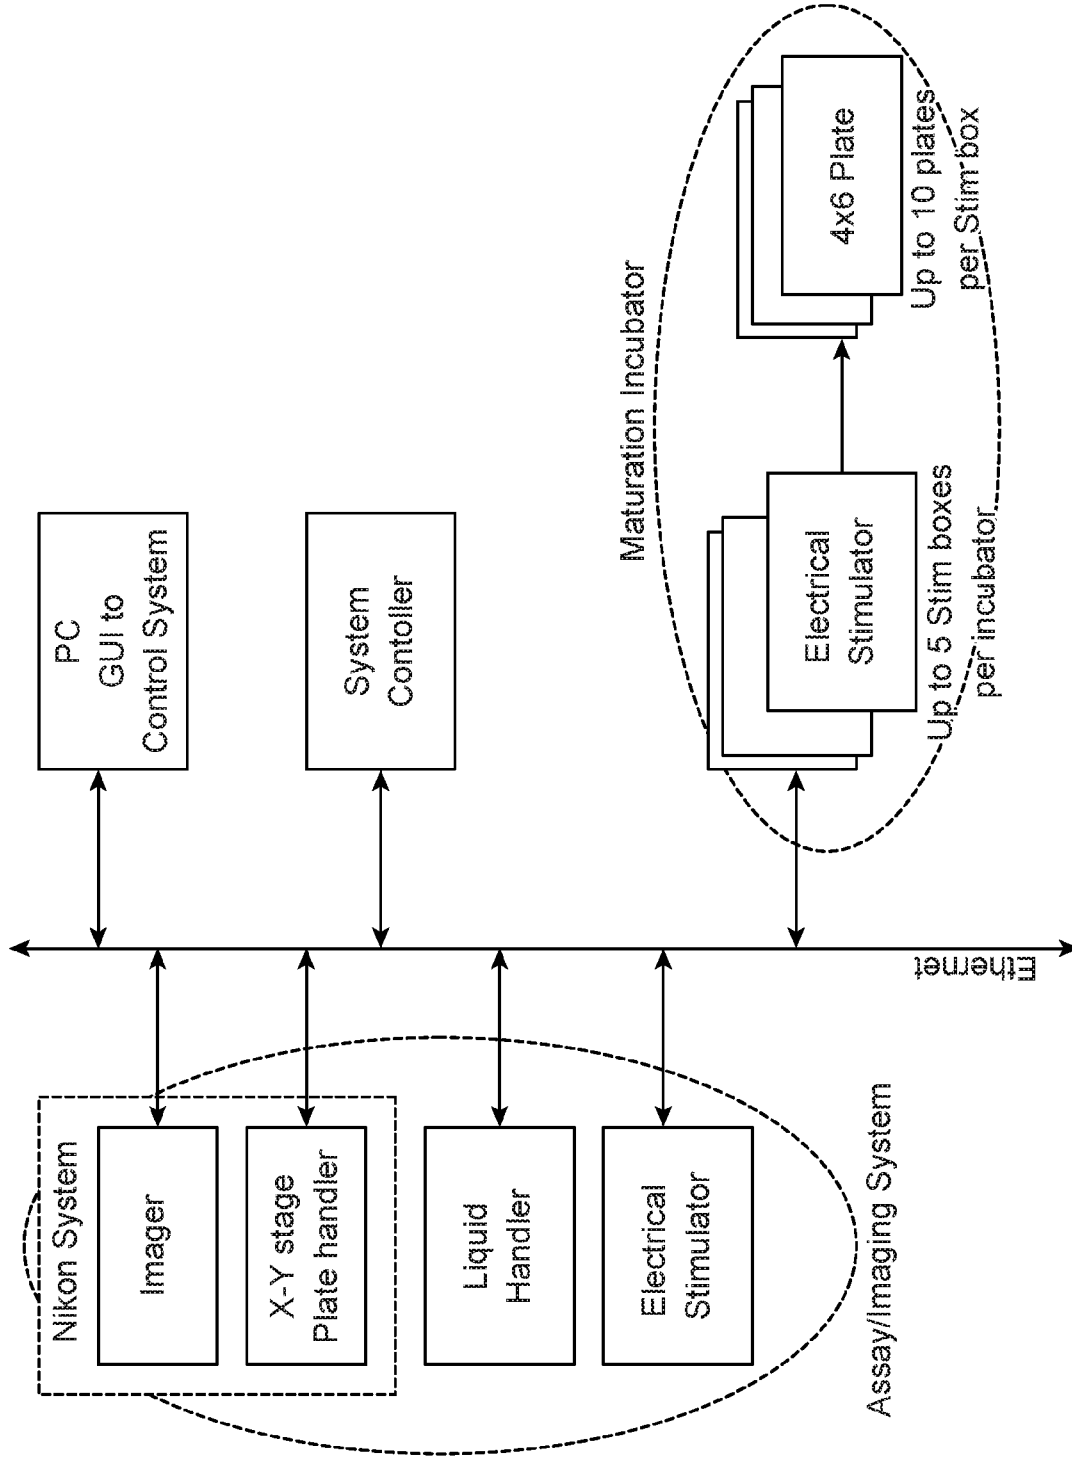 Nikon System
Imager
X-Y stage
Plate handler
Liquid
Handler
Electrical
Stimulator
Assay/Imaging System
Ethernet
PC
GUI to
Control System
System
Contoller
Maturation Incubator
Electrical
Stimulator
Up to 5 Stim boxes
per incubator
4x6 Plate
Up to 10 plates
per Stim box